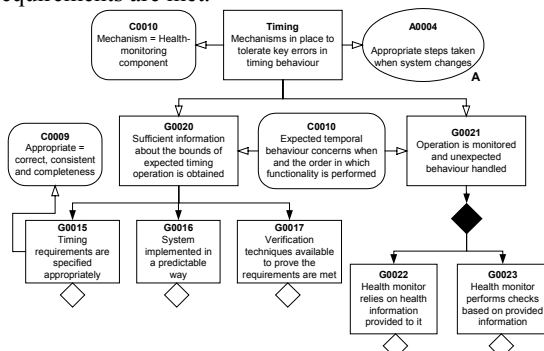 equirements are met.
C0010
Mechanism = Health-
monitoring
component
Timing
Mechanisms in place to
tolerate key errors in
timing behaviour
A0004
Appropriate steps taken
when system changes
A
C0009
Appropriate =
correct, consistent
and completeness
G0020
Sufficient information
about the bounds of
expected timing
operation is obtained
C0010
Expected temporal
behaviour concerns when
and the order in which
functionality is performed
G0021
Operation is monitored
and unexpected
behaviour handled
G0015
Timing
requirements are
specified
appropriately
G0016
System
implemented in
a predictable
way
G0017
Verification
techniques available
to prove the
requirements are met
G0022
Health monitor
relies on health
information
provided to it
G0023
Health monitor
performs checks
based on provided
information